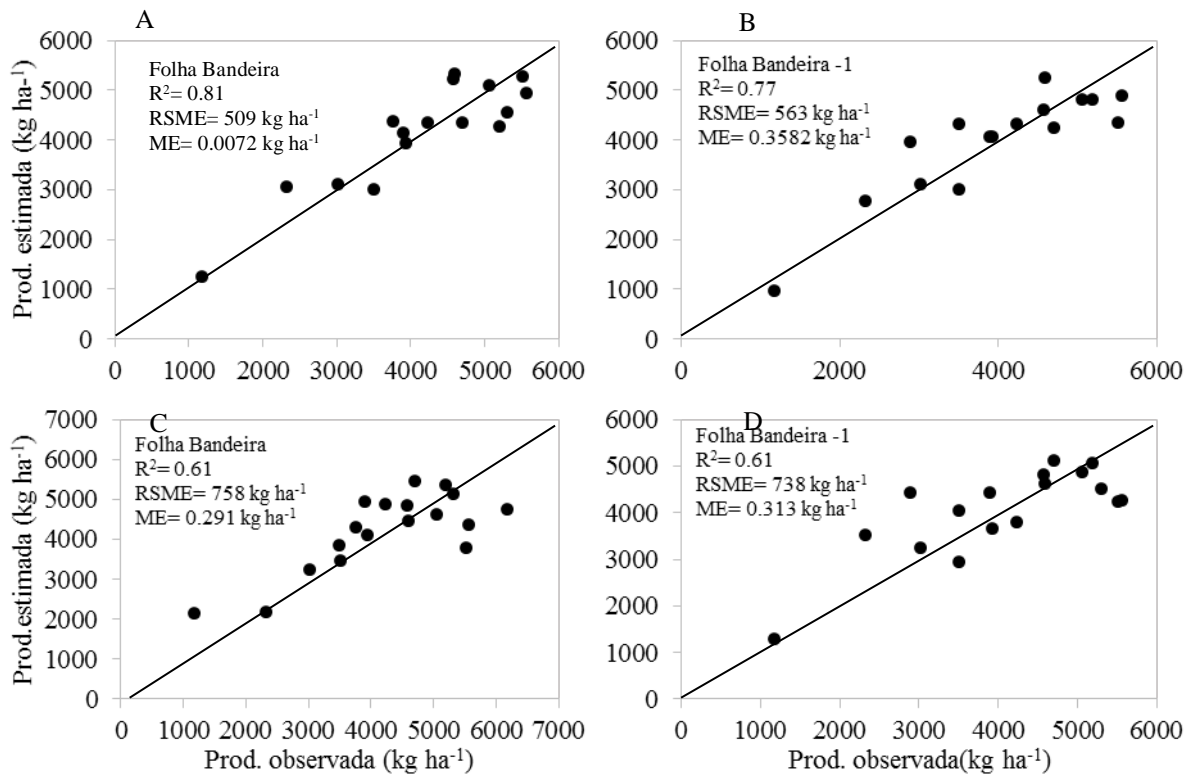 A
6000
5000
4000
3000
2000
1000
0
Prod. estimada (kg ha-1)
Folha Bandeira
R²= 0.81
RSME= 509 kg ha⁻¹
ME= 0.0072 kg ha⁻¹
0 1000 2000 3000 4000 5000 6000
B
6000
5000
4000
3000
2000
1000
0
Folha Bandeira -1
R²= 0.77
RSME= 563 kg ha⁻¹
ME= 0.3582 kg ha⁻¹
0 2000 4000 6000
C
7000
6000
5000
4000
3000
2000
1000
0
Prod.estimada (kg ha⁻¹)
Folha Bandeira
R²= 0.61
RSME= 758 kg ha⁻¹
ME= 0.291 kg ha⁻¹
0 1000 2000 3000 4000 5000 6000 7000
Prod. observada (kg ha⁻¹)
D
6000
5000
4000
3000
2000
1000
0
Folha Bandeira -1
R²= 0.61
RSME= 738 kg ha⁻¹
ME= 0.313 kg ha⁻¹
0 1000 2000 3000 4000 5000 6000
Prod. observada(kg ha⁻¹)